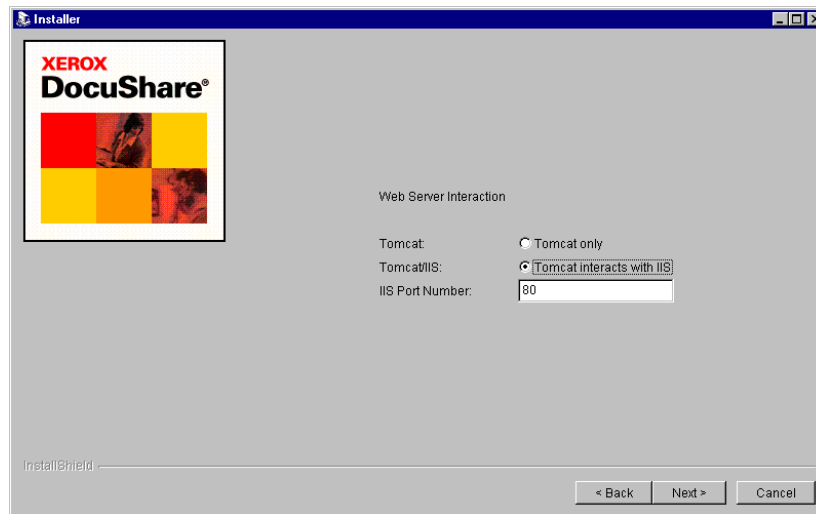 Installer
XEROX
DocuShare®
Web Server Interaction
Tomcat: Tomcat only
Tomcat/IIS: Tomcat interacts with IIS
IIS Port Number: 80
InstallShield
< Back Next > Cancel